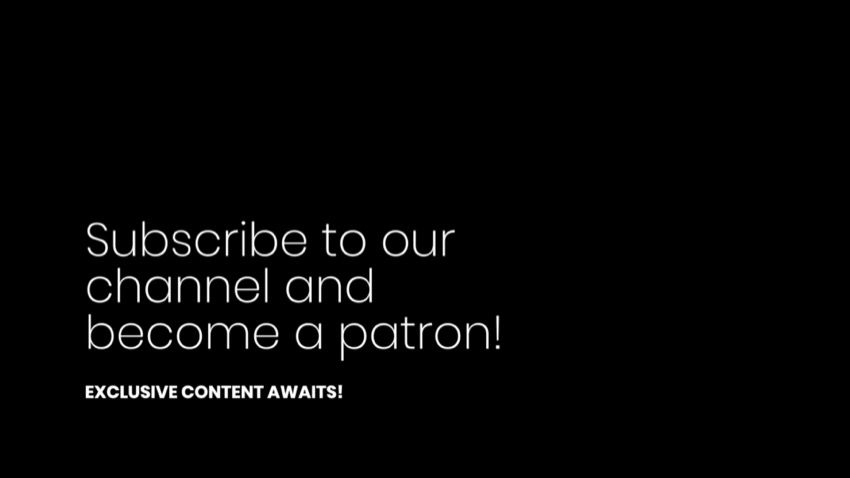 Subscribe to our
channel and
become a patron!
EXCLUSIVE CONTENT AWAITS!